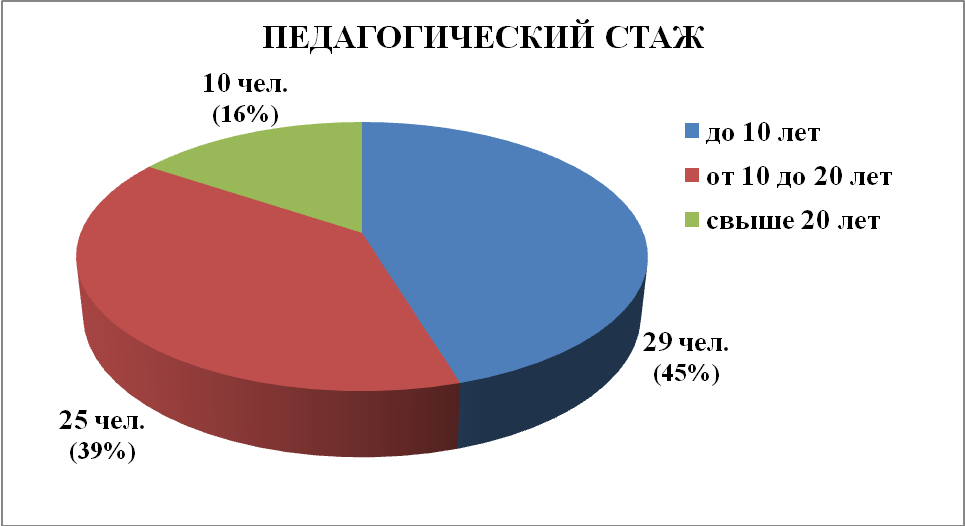 ПЕДАГОГИЧЕСКИЙ СТАЖ
10 чел.
(16%)
до 10 лет
от 10 до 20 лет
свыше 20 лет
29 чел.
(45%)
25 чел.
(39%)